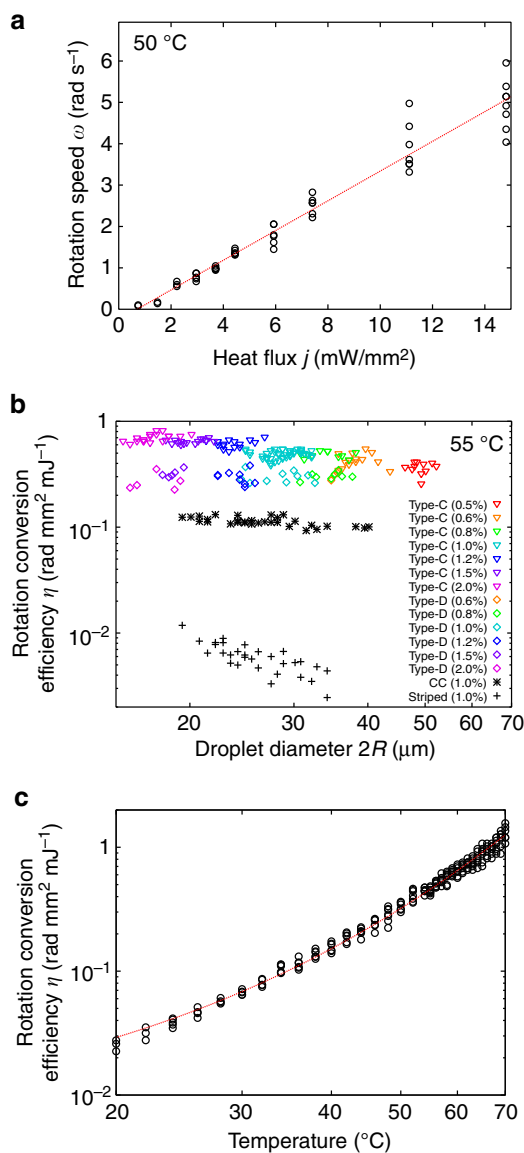 a
50 °C
6
5
4
3
2
1
0
0 2 4 6 8 10 12 14
Rotation speed ω (rad s⁻¹)
Heat flux j (mW/mm²)
b
55 °C
1
10⁻¹
10⁻²
Rotation conversion
efficiency η (rad mm² mJ⁻¹)
Type-C (0.5%)
Type-C (0.6%)
Type-C (0.8%)
Type-C (1.0%)
Type-C (1.2%)
Type-C (1.5%)
Type-C (2.0%)
Type-D (0.6%)
Type-D (0.8%)
Type-D (1.0%)
Type-D (1.2%)
Type-D (1.5%)
Type-D (2.0%)
CC (1.0%)
Striped (1.0%)
20 30 40 50 60 70
Droplet diameter 2R (μm)
c
1
10⁻¹
10⁻²
Rotation conversion
efficiency η (rad mm² mJ⁻¹)
20 30 40 50 60 70
Temperature (°C)